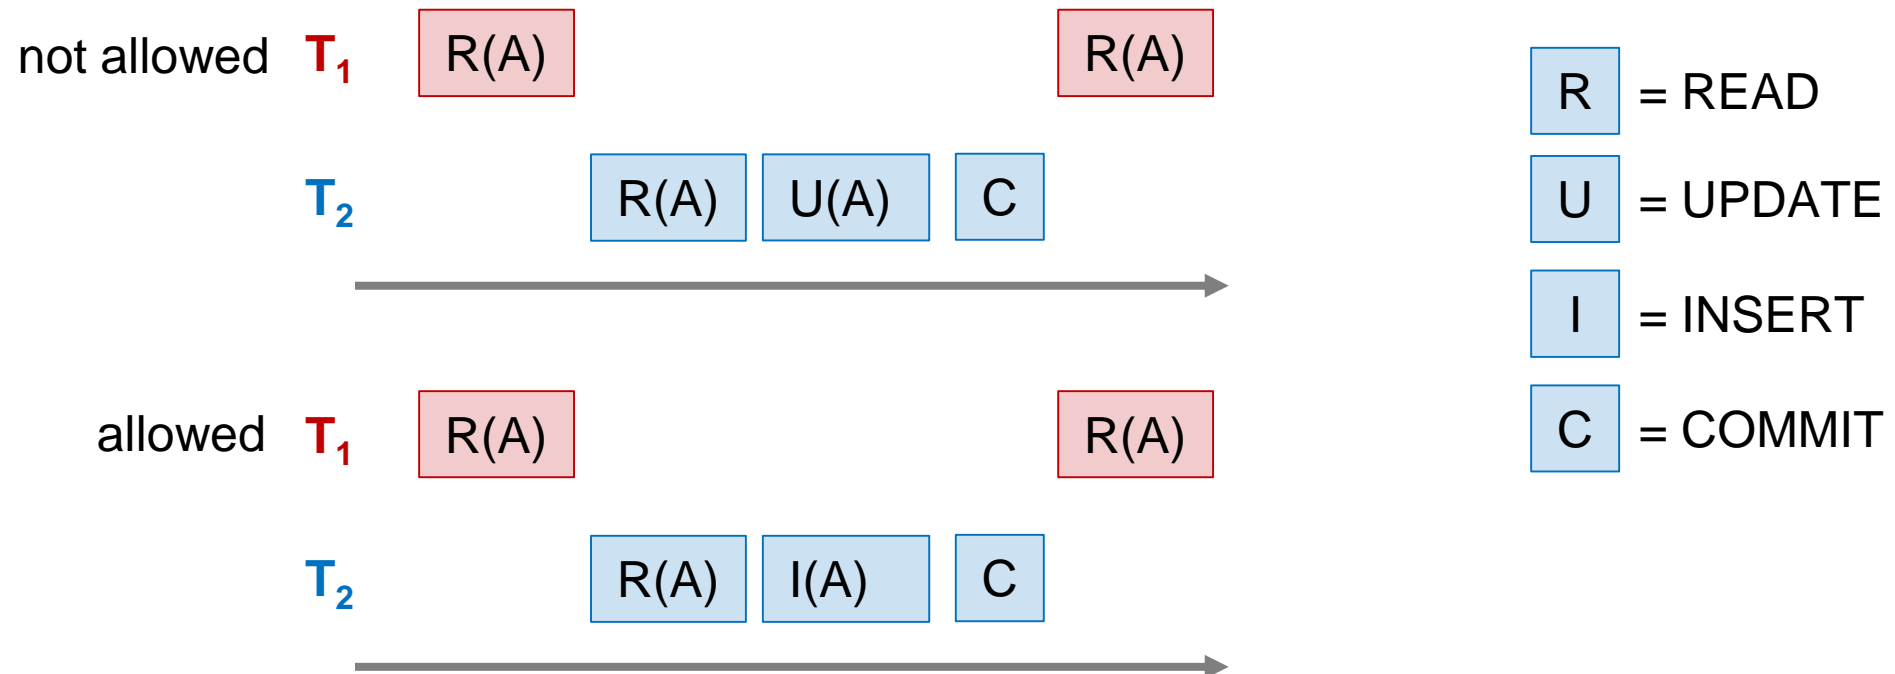 not allowed T1 R(A) R(A)
T2 R(A) U(A) C
allowed T1 R(A) R(A)
T2 R(A) I(A) C
R = READ
U = UPDATE
I = INSERT
C = COMMIT